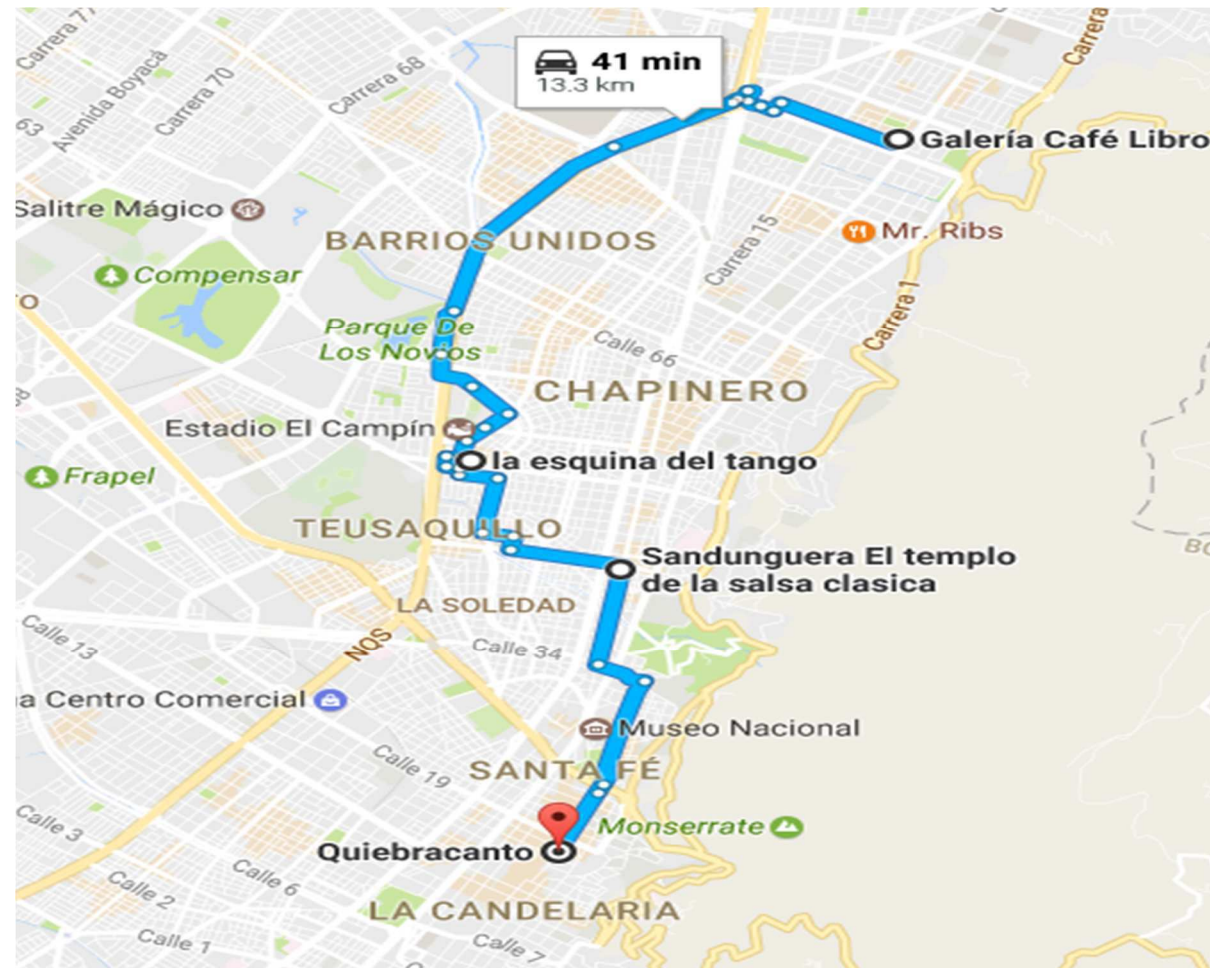 Carrera 77
Carrera
Avenida Boyacá
Carrera 70
Carrera 68
41 min
13.3 km
63
Galería Café Libro
Salitre Mágico
BARRIOS UNIDOS
Carrera 15
Mr. Ribs
Compensar
Carrera 1
Parque De
Los Novios
Calle 66
CHAPINERO
Estadio El Campín
la esquina del tango
Frapel
TEUSAQUILLO
Sandunguera El templo
de la salsa clasica
LA SOLEDAD
Calle 13
NQS
Calle 34
a Centro Comercial
Museo Nacional
Calle 19
SANTA FÉ
Calle 3
Monserrate
Quiebracanto
Calle 6
Calle 2
LA CANDELARIA
Calle 1
Calle 7